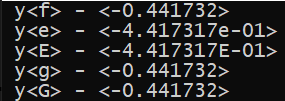 y<f> - <-0.441732>
y<e> - <-4.417317e-01>
y<E> - <-4.417317E-01>
y<g> - <-0.441732>
y<G> - <-0.441732>